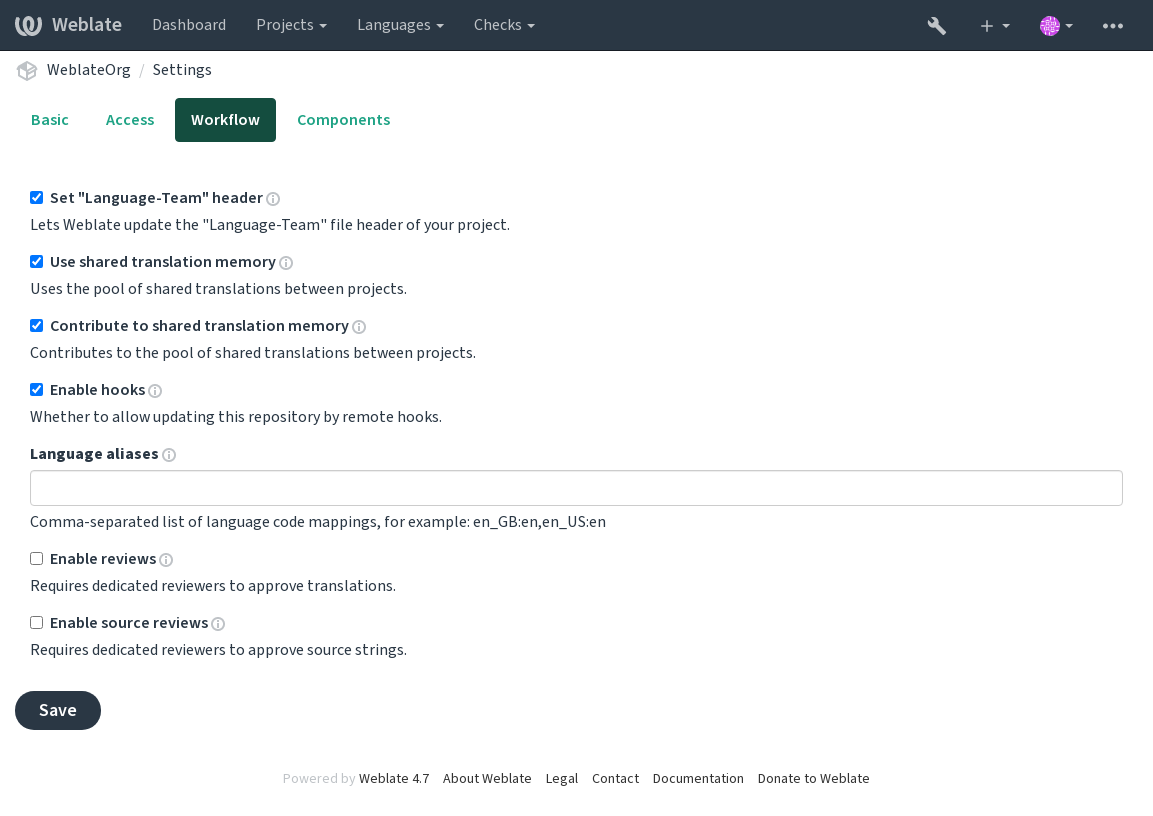 Weblate Dashboard Projects Languages Checks
WeblateOrg / Settings
Basic Access Workflow Components
Set "Language-Team" header
Lets Weblate update the "Language-Team" file header of your project.
Use shared translation memory
Uses the pool of shared translations between projects.
Contribute to shared translation memory
Contributes to the pool of shared translations between projects.
Enable hooks
Whether to allow updating this repository by remote hooks.
Language aliases
Comma-separated list of language code mappings, for example: en_GB:en,en_US:en
Enable reviews
Requires dedicated reviewers to approve translations.
Enable source reviews
Requires dedicated reviewers to approve source strings.
Save
Powered by Weblate 4.7 About Weblate Legal Contact Documentation Donate to Weblate